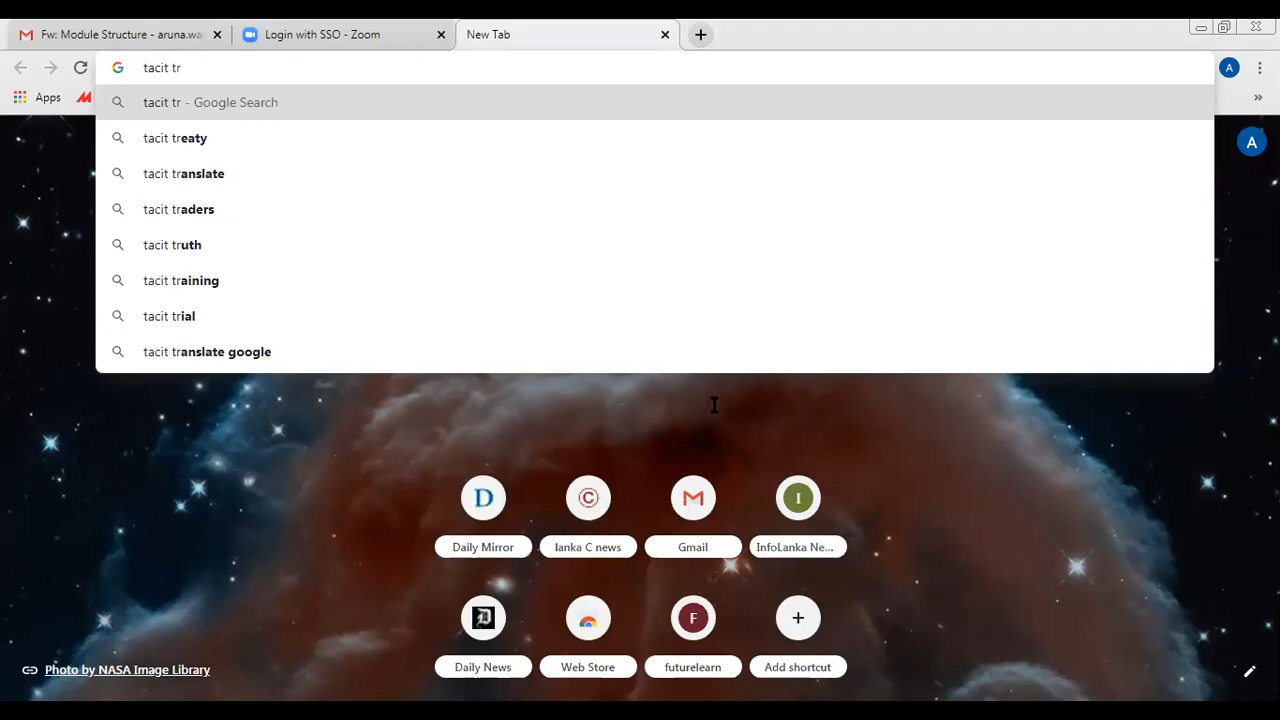 Fw: Module Structure - aruna.wa
Login with SSO - Zoom
New Tab
tacit tr
A
Apps
tacit tr - Google Search
tacit treaty
tacit translate
tacit traders
tacit truth
tacit training
tacit trial
tacit translate google
A
D
C
I
Daily Mirror
lanka C news
Gmail
InfoLanka Ne...
D
F
Daily News
Web Store
futurelearn
Add shortcut
Photo by NASA Image Library